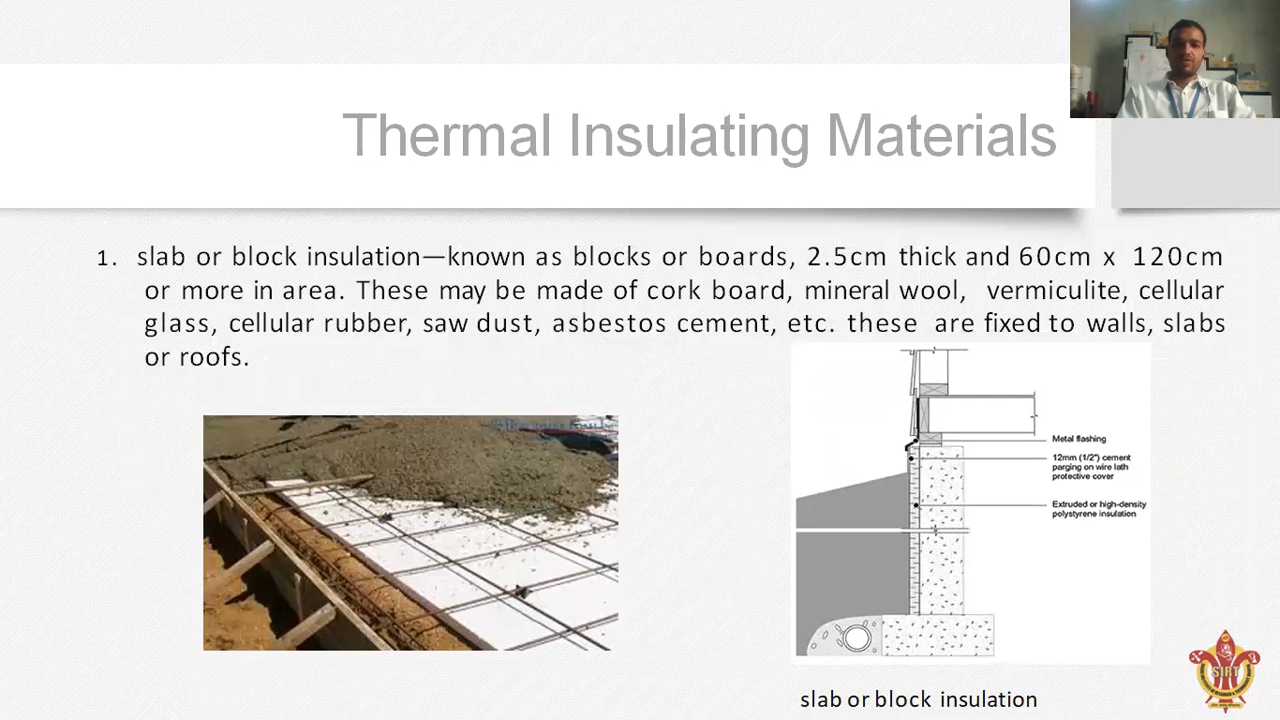 Thermal Insulating Materials
1. slab or block insulation—known as blocks or boards, 2.5cm thick and 60cm x 120cm
or more in area. These may be made of cork board, mineral wool, vermiculite, cellular
glass, cellular rubber, saw dust, asbestos cement, etc. these are fixed to walls, slabs
or roofs.
Metal flashing
12mm (1/2") cement
parging on wire lath
protective cover
Extruded or high-density
polystyrene insulation
SIRT
slab or block insulation